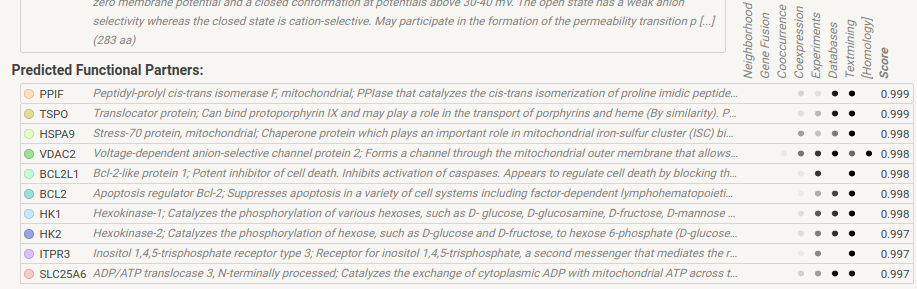 zero membrane potential and a closed conformation at potentials above 30-40 mV. The open state has a weak anion
selectivity whereas the closed state is cation-selective. May participate in the formation of the permeability transition p [...]
(283 aa)
Neighborhood
Gene Fusion
Cooccurrence
Coexpression
Experiments
Databases
Textmining
[Homology]
Score
Predicted Functional Partners:
PPIF Peptidyl-prolyl cis-trans isomerase F, mitochondrial; PPIase that catalyzes the cis-trans isomerization of proline imidic peptide... 0.999
TSPO Translocator protein; Can bind protoporphyrin IX and may play a role in the transport of porphyrins and heme (By similarity). P... 0.999
HSPA9 Stress-70 protein, mitochondrial; Chaperone protein which plays an important role in mitochondrial iron-sulfur cluster (ISC) bi... 0.998
VDAC2 Voltage-dependent anion-selective channel protein 2; Forms a channel through the mitochondrial outer membrane that allows... 0.998
BCL2L1 Bcl-2-like protein 1; Potent inhibitor of cell death. Inhibits activation of caspases. Appears to regulate cell death by blocking th... 0.998
BCL2 Apoptosis regulator Bcl-2; Suppresses apoptosis in a variety of cell systems including factor-dependent lymphohematopoieti... 0.998
HK1 Hexokinase-1; Catalyzes the phosphorylation of various hexoses, such as D- glucose, D-glucosamine, D-fructose, D-mannose ... 0.998
HK2 Hexokinase-2; Catalyzes the phosphorylation of hexose, such as D-glucose and D-fructose, to hexose 6-phosphate (D-glucose... 0.997
ITPR3 Inositol 1,4,5-trisphosphate receptor type 3; Receptor for inositol 1,4,5-trisphosphate, a second messenger that mediates the r... 0.997
SLC25A6 ADP/ATP translocase 3, N-terminally processed; Catalyzes the exchange of cytoplasmic ADP with mitochondrial ATP across t... 0.997